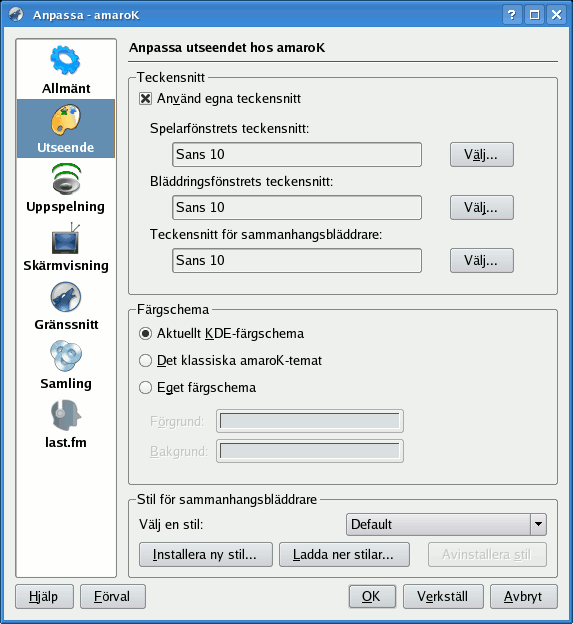 Anpassa - amaroK
Allmänt
Utseende
Uppspelning
Skärmvisning
Gränssnitt
Samling
last.fm
Anpassa utseendet hos amaroK
Teckensnitt
Använd egna teckensnitt
Spelarfönstrets teckensnitt:
Sans 10 Välj...
Bläddringsfönstrets teckensnitt:
Sans 10 Välj...
Teckensnitt för sammanhangsbläddrare:
Sans 10 Välj...
Färgschema
Aktuellt KDE-färgschema
Det klassiska amaroK-temat
Eget färgschema
Förgrund:
Bakgrund:
Stil för sammanhangsbläddrare
Välj en stil: Default
Installera ny stil... Ladda ner stilar... Avinstallera stil
Hjälp Förval OK Verkställ Avbryt